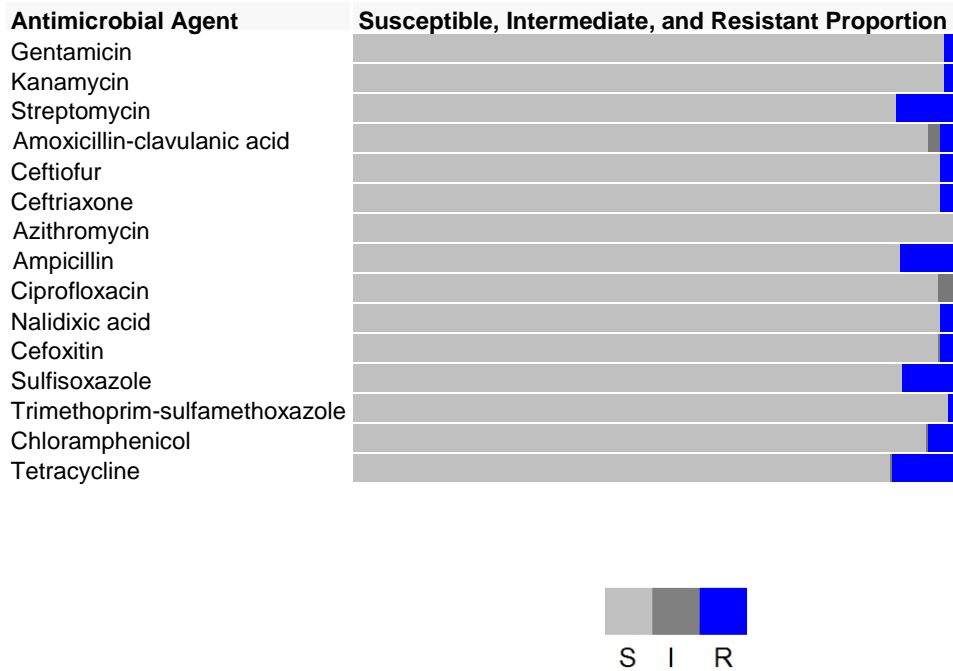 Antimicrobial Agent Susceptible, Intermediate, and Resistant Proportion
Gentamicin
Kanamycin
Streptomycin
Amoxicillin-clavulanic acid
Ceftiofur
Ceftriaxone
Azithromycin
Ampicillin
Ciprofloxacin
Nalidixic acid
Cefoxitin
Sulfisoxazole
Trimethoprim-sulfamethoxazole
Chloramphenicol
Tetracycline
S I R